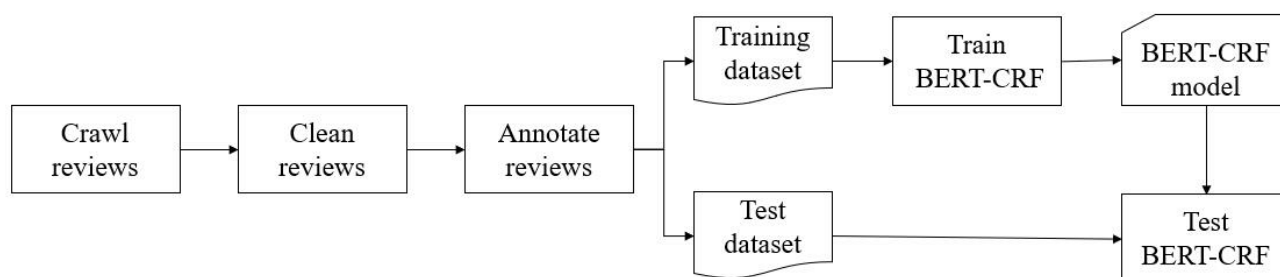 Crawl
reviews
Clean
reviews
Annotate
reviews
Training
dataset
Train
BERT-CRF
BERT-CRF
model
Test
dataset
Test
BERT-CRF